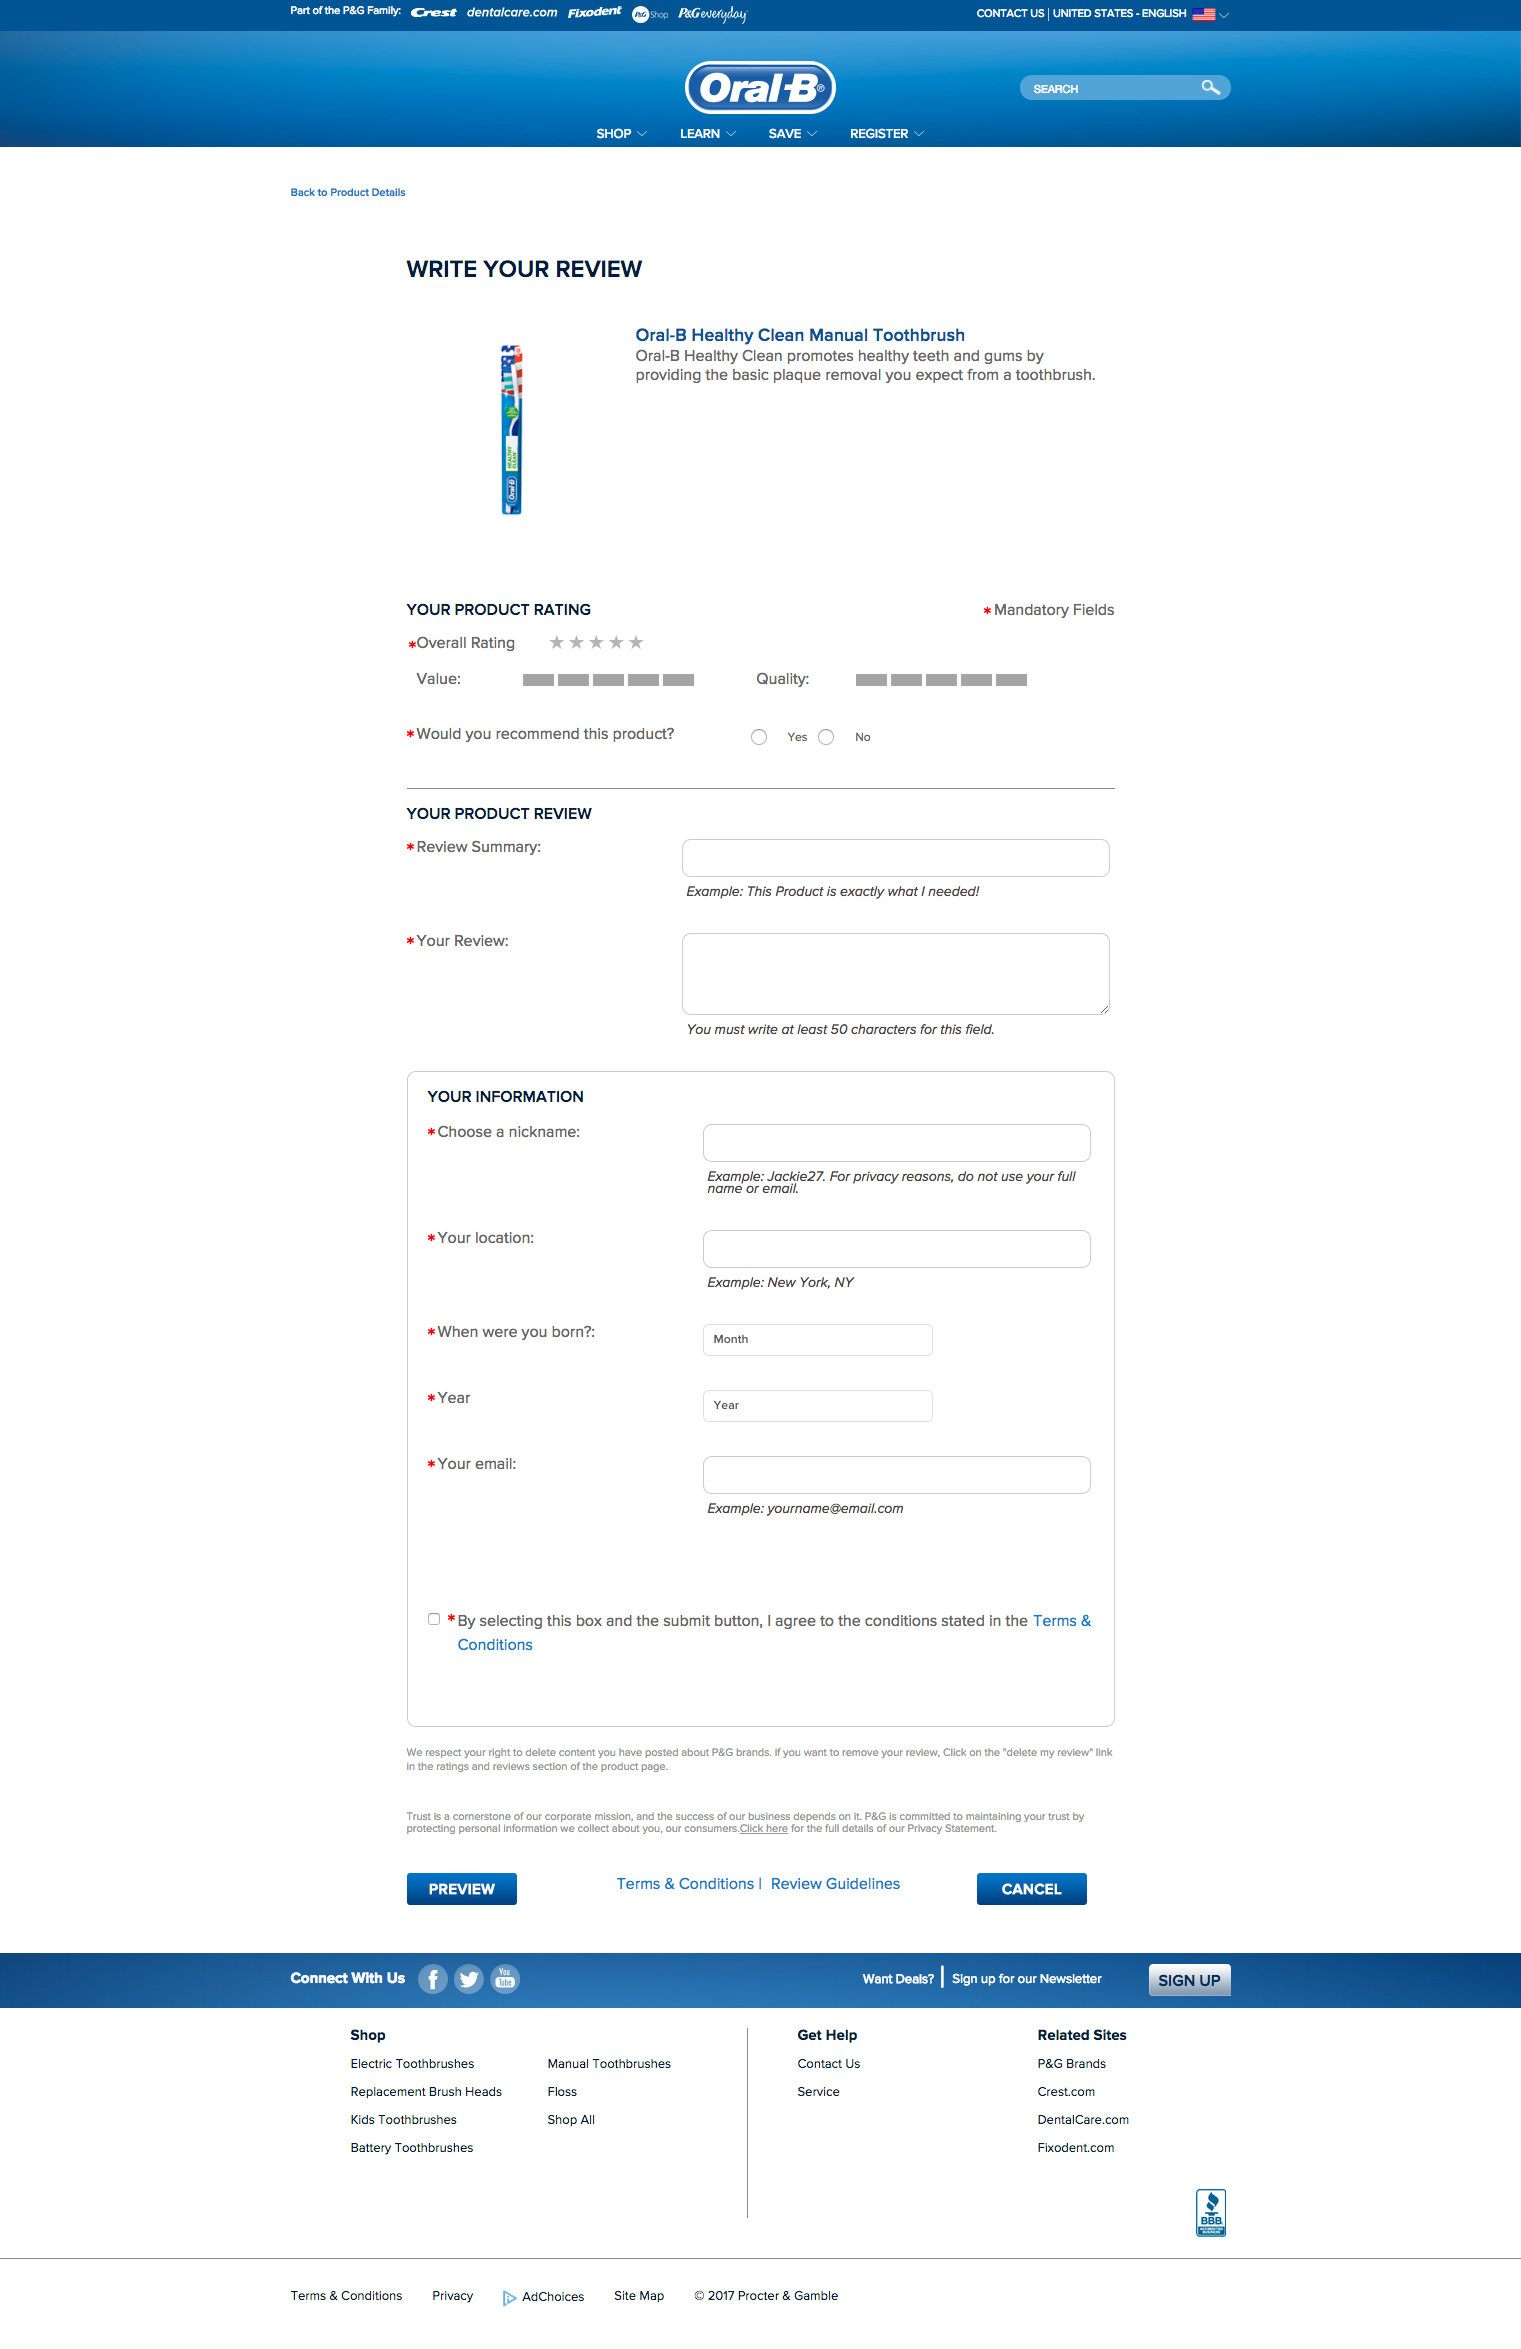 Part of the P&G Family: Crest dentalcare.com Fixodent P&G Shop P&G everyday
CONTACT US | UNITED STATES - ENGLISH
Oral-B®
SEARCH
SHOP LEARN SAVE REGISTER
Back to Product Details
WRITE YOUR REVIEW
Oral-B Healthy Clean Manual Toothbrush
Oral-B Healthy Clean promotes healthy teeth and gums by
providing the basic plaque removal you expect from a toothbrush.
HEALTHY
CLEAN
Oral-B
YOUR PRODUCT RATING
* Mandatory Fields
*Overall Rating ★★★★★
Value:
Quality:
*Would you recommend this product? Yes No
YOUR PRODUCT REVIEW
*Review Summary:
Example: This Product is exactly what I needed!
*Your Review:
You must write at least 50 characters for this field.
YOUR INFORMATION
*Choose a nickname:
Example: Jackie27. For privacy reasons, do not use your full
name or email.
*Your location:
Example: New York, NY
*When were you born?: Month
*Year Year
*Your email:
Example: yourname@email.com
*By selecting this box and the submit button, I agree to the conditions stated in the Terms &
Conditions
We respect your right to delete content you have posted about P&G brands. if you want to remove your review, Click on the "delete my review" link
in the ratings and reviews section of the product page.
Trust is a cornerstone of our corporate mission, and the success of our business depends on it. P&G is committed to maintaining your trust by
protecting personal information we collect about you, our consumers.Click here for the full details of our Privacy Statement.
PREVIEW
Terms & Conditions | Review Guidelines
CANCEL
Connect With Us
You
Tube
Want Deals? | Sign up for our Newsletter
SIGN UP
Shop
Electric Toothbrushes
Replacement Brush Heads
Kids Toothbrushes
Battery Toothbrushes
Manual Toothbrushes
Floss
Shop All
Get Help
Contact Us
Service
Related Sites
P&G Brands
Crest.com
DentalCare.com
Fixodent.com
BBB
ACCREDITED
BUSINESS
Terms & Conditions Privacy AdChoices Site Map © 2017 Procter & Gamble